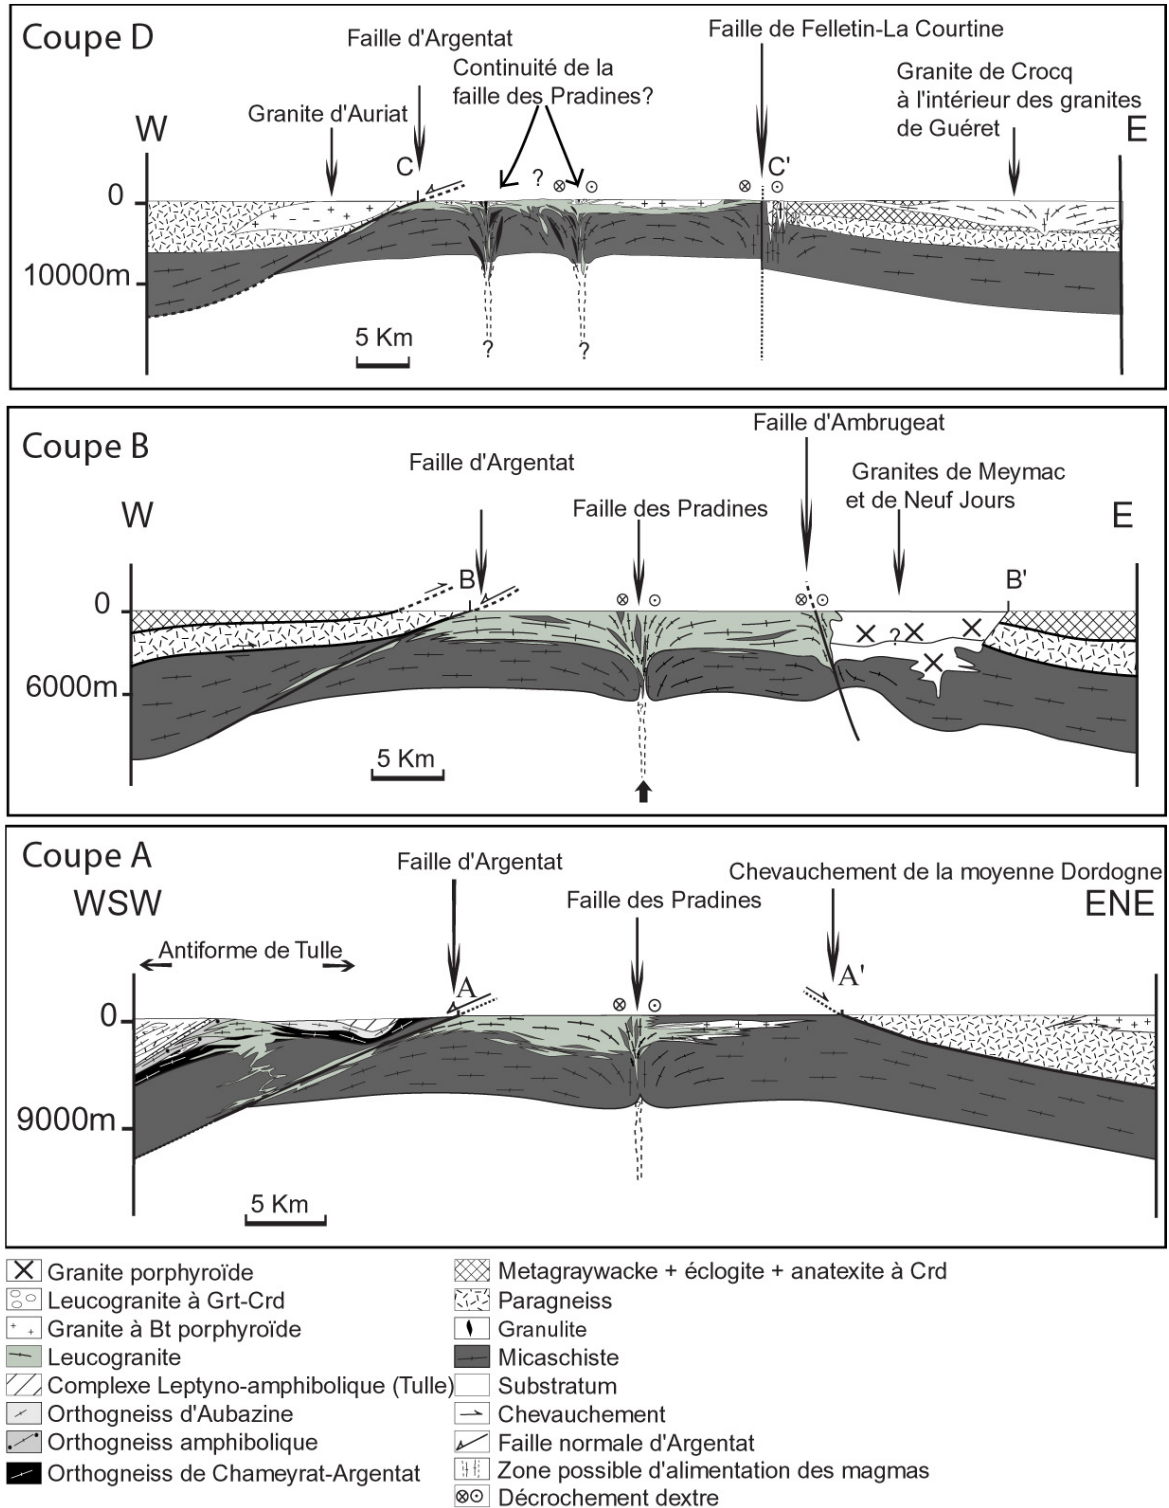 Coupe D
Faille d'Argentat
Faille de Felletin-La Courtine
Continuité de la
faille des Pradines?
Granite de Crocq
à l'intérieur des granites
de Guéret
Granite d'Auriat
W
E
C
?
C'
0
10000m
5 Km
?
?
Coupe B
Faille d'Ambrugeat
Faille d'Argentat
Granites de Meymac
et de Neuf Jours
Faille des Pradines
W
E
B
B'
0
?
6000m
?
5 Km
Coupe A
Faille d'Argentat
Chevauchement de la moyenne Dordogne
WSW
Faille des Pradines
ENE
Antiforme de Tulle
A
A'
0
9000m
5 Km
Granite porphyroïde
Leucogranite à Grt-Crd
Granite à Bt porphyroïde
Leucogranite
Complexe Leptyno-amphibolique (Tulle)
Orthogneiss d'Aubazine
Orthogneiss amphibolique
Orthogneiss de Chameyrat-Argentat
Metagraywacke + éclogite + anatexite à Crd
Paragneiss
Granulite
Micaschiste
Substratum
Chevauchement
Faille normale d'Argentat
Zone possible d'alimentation des magmas
Décrochement dextre